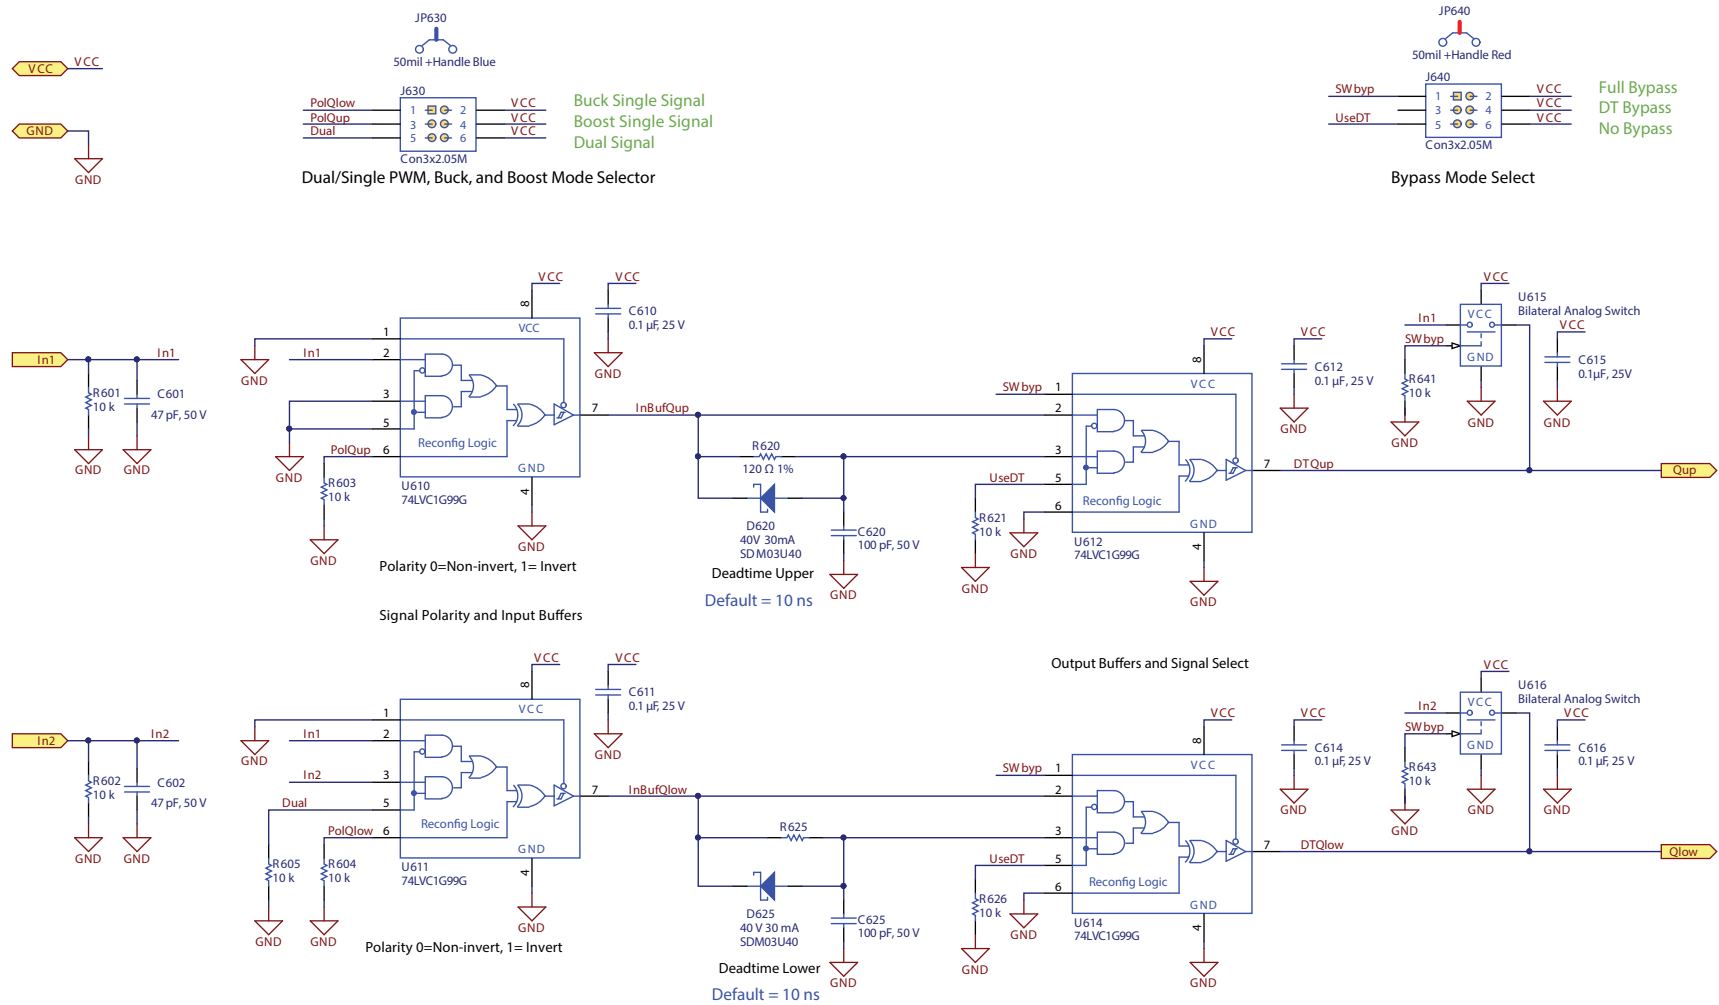 JP630
50mil +Handle Blue
JP640
50mil +Handle Red
VCC VCC
GND
GND
J630
PolQlow 1 2 VCC Buck Single Signal
PolQup 3 4 VCC Boost Single Signal
Dual 5 6 VCC Dual Signal
Con3x2.05M
Dual/Single PWM, Buck, and Boost Mode Selector
J640
SWbyp 1 2 VCC Full Bypass
3 4 VCC DT Bypass
UseDT 5 6 VCC No Bypass
Con3x2.05M
Bypass Mode Select
In1 In1
R601
10 k
C601
47 pF, 50 V
GND GND
VCC
8
VCC
1
GND
In1 2
3
5
GND
PolQup 6
R603
10 k
GND
Reconfig Logic
GND
4
GND
U610
74LVC1G99G
Polarity 0=Non-invert, 1= Invert
VCC
C610
0.1 µF, 25 V
GND
7 InBufQup
R620
120 Ω 1%
D620
40V 30mA
SDM03U40
C620
100 pF, 50 V
GND
Deadtime Upper
Default = 10 ns
VCC
8
VCC
SWbyp 1
2
3
UseDT 5
6
R621
10 k
GND
GND
Reconfig Logic
GND
4
GND
U612
74LVC1G99G
7 DTQup
VCC
C612
0.1 µF, 25 V
GND
VCC
U615
Bilateral Analog Switch
In1
SWbyp
VCC
GND
R641
10 k
GND
GND
VCC
C615
0.1µF, 25V
GND
Qup
Signal Polarity and Input Buffers
Output Buffers and Signal Select
In2 In2
R602
10 k
C602
47 pF, 50 V
GND GND
VCC
8
VCC
1
GND
In1 2
In2 3
Dual 5
PolQlow 6
R605
10 k
R604
10 k
GND GND
Reconfig Logic
GND
4
GND
U611
74LVC1G99G
Polarity 0=Non-invert, 1= Invert
VCC
C611
0.1 µF, 25 V
GND
7 InBufQlow
R625
D625
40 V 30 mA
SDM03U40
C625
100 pF, 50 V
GND
Deadtime Lower
Default = 10 ns
VCC
8
VCC
SWbyp 1
2
3
UseDT 5
6
R626
10 k
GND
GND
Reconfig Logic
GND
4
GND
U614
74LVC1G99G
7 DTQlow
VCC
C614
0.1 µF, 25 V
GND
VCC
U616
Bilateral Analog Switch
In2
SWbyp
VCC
GND
R643
10 k
GND
GND
VCC
C616
0.1 µF, 25 V
GND
Qlow